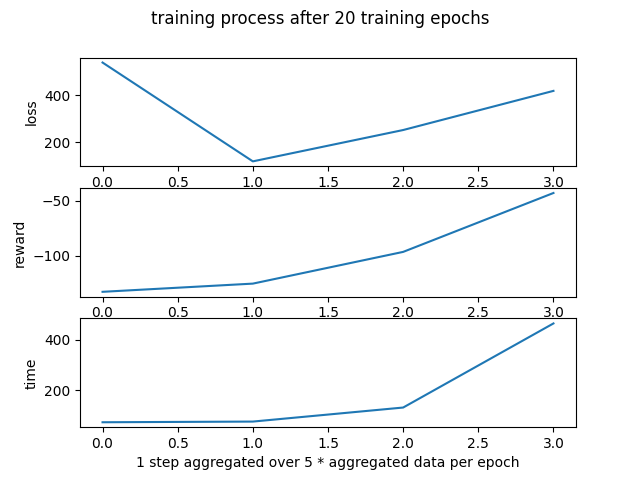 training process after 20 training epochs
loss
400
200
0.0 0.5 1.0 1.5 2.0 2.5 3.0
reward
−50
−100
0.0 0.5 1.0 1.5 2.0 2.5 3.0
time
400
200
0.0 0.5 1.0 1.5 2.0 2.5 3.0
1 step aggregated over 5 * aggregated data per epoch